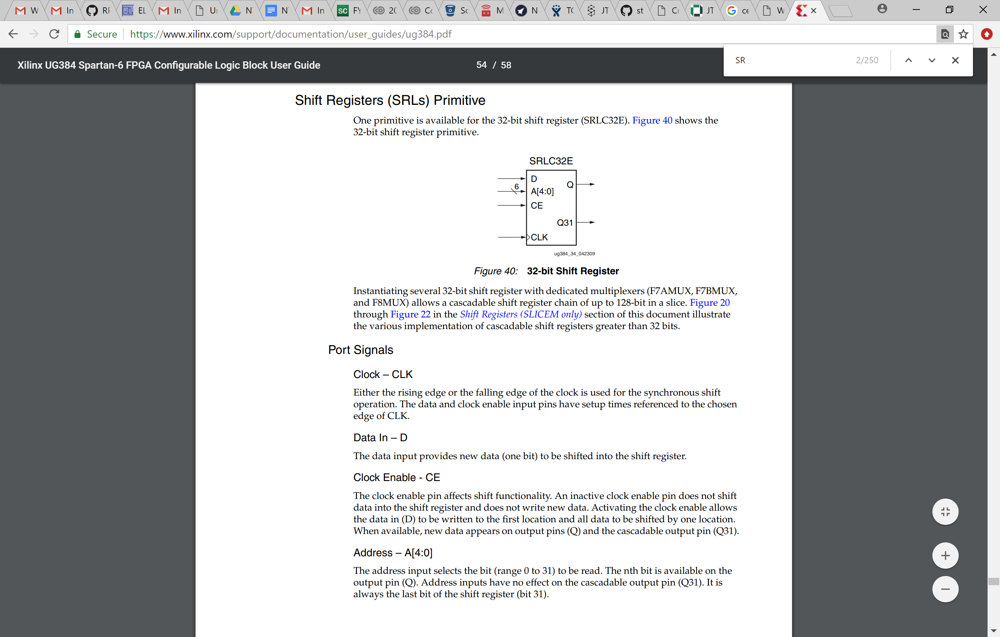 W In RF EL EL In Ur N N In SC FY 20 Co So M N TO JT st Cr JT ce W
Secure https://www.xilinx.com/support/documentation/user_guides/ug384.pdf
SR 2/250
Xilinx UG384 Spartan-6 FPGA Configurable Logic Block User Guide 54 / 58
Shift Registers (SRLs) Primitive
One primitive is available for the 32-bit shift register (SRLC32E). Figure 40 shows the
32-bit shift register primitive.
SRLC32E
D
Q
6
A[4:0]
CE
Q31
CLK
ug384_34_042309
Figure 40: 32-bit Shift Register
Instantiating several 32-bit shift register with dedicated multiplexers (F7AMUX, F7BMUX,
and F8MUX) allows a cascadable shift register chain of up to 128-bit in a slice. Figure 20
through Figure 22 in the Shift Registers (SLICEM only) section of this document illustrate
the various implementation of cascadable shift registers greater than 32 bits.
Port Signals
Clock – CLK
Either the rising edge or the falling edge of the clock is used for the synchronous shift
operation. The data and clock enable input pins have setup times referenced to the chosen
edge of CLK.
Data In – D
The data input provides new data (one bit) to be shifted into the shift register.
Clock Enable - CE
The clock enable pin affects shift functionality. An inactive clock enable pin does not shift
data into the shift register and does not write new data. Activating the clock enable allows
the data in (D) to be written to the first location and all data to be shifted by one location.
When available, new data appears on output pins (Q) and the cascadable output pin (Q31).
Address – A[4:0]
The address input selects the bit (range 0 to 31) to be read. The nth bit is available on the
output pin (Q). Address inputs have no effect on the cascadable output pin (Q31). It is
always the last bit of the shift register (bit 31).